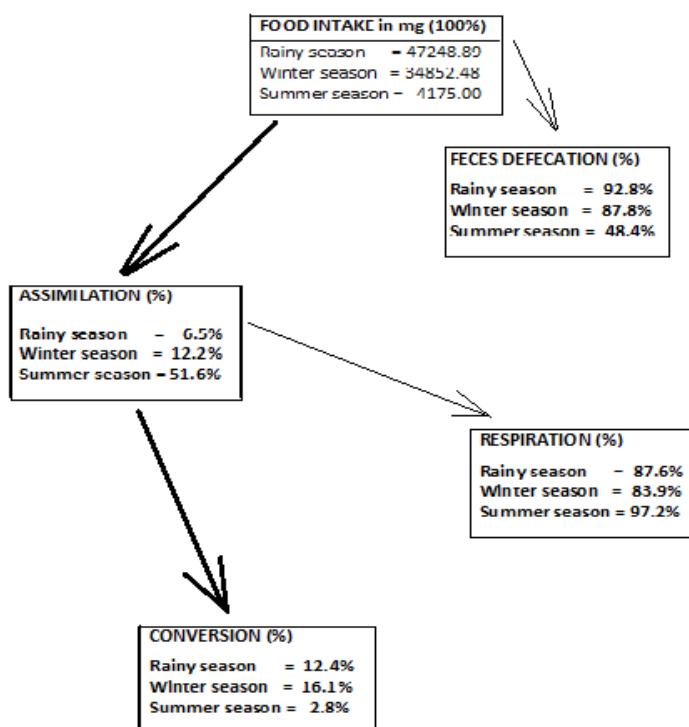 FOOD INTAKE in mg (100%)
Rainy season = 47248.89
Winter season = 34852.48
Summer season = 4175.00
FECES DEFECATION (%)
Rainy season = 92.8%
Winter season = 87.8%
Summer season = 48.4%
ASSIMILATION (%)
Rainy season = 6.5%
Winter season = 12.2%
Summer season = 51.6%
RESPIRATION (%)
Rainy season = 87.6%
Winter season = 83.9%
Summer season = 97.2%
CONVERSION (%)
Rainy season = 12.4%
Winter season = 16.1%
Summer season = 2.8%